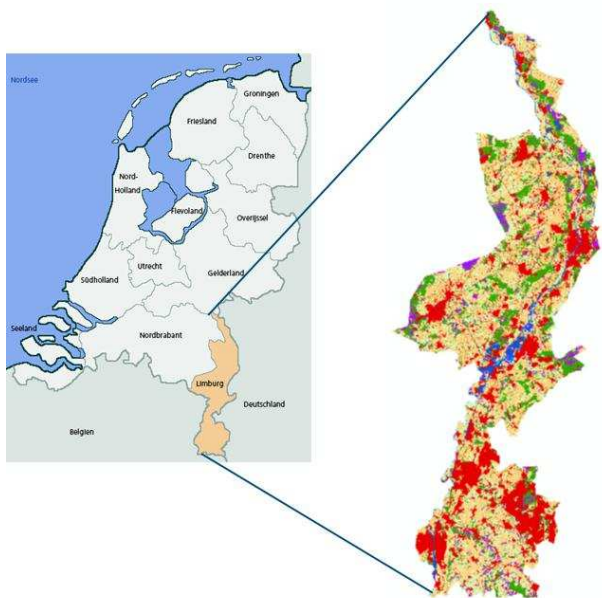 Nordsee
Groningen
Friesland
Drenthe
Nord-
Holland
Flevoland
Overijssel
Utrecht
Gelderland
Südholland
Seeland
Nordbrabant
Limburg
Deutschland
Belgien